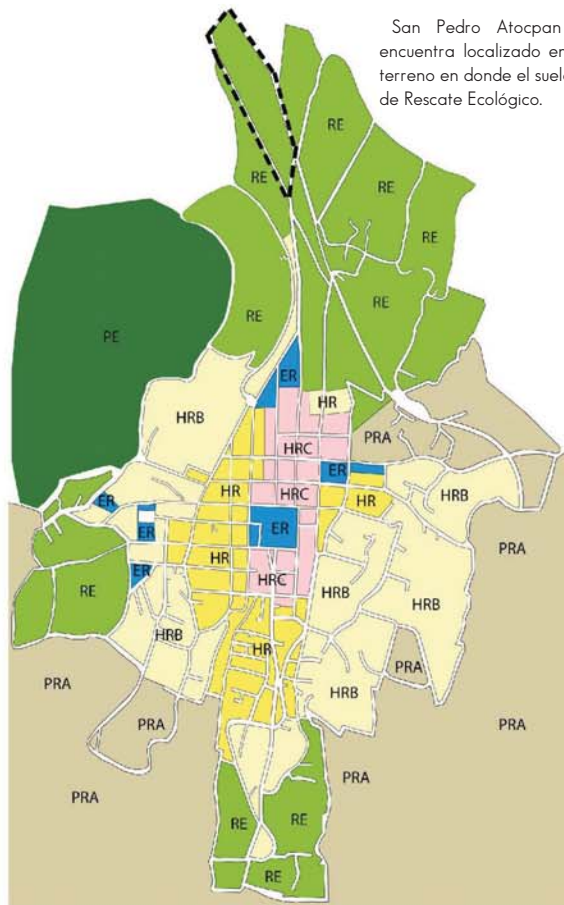 San Pedro Atocpan
encuentra localizado en
terreno en donde el suelo
de Rescate Ecológico.
RE
RE
RE
RE
RE
RE
PE
ER
HR
HRB
HRC
PRA
ER
HRC
HR
HR
HRB
ER
ER
ER
PRA
HR
ER
HRC
RE
HRB
HRB
HRB
HR
PRA
HRB
PRA
PRA
PRA
PRA
PRA
RE
RE
RE